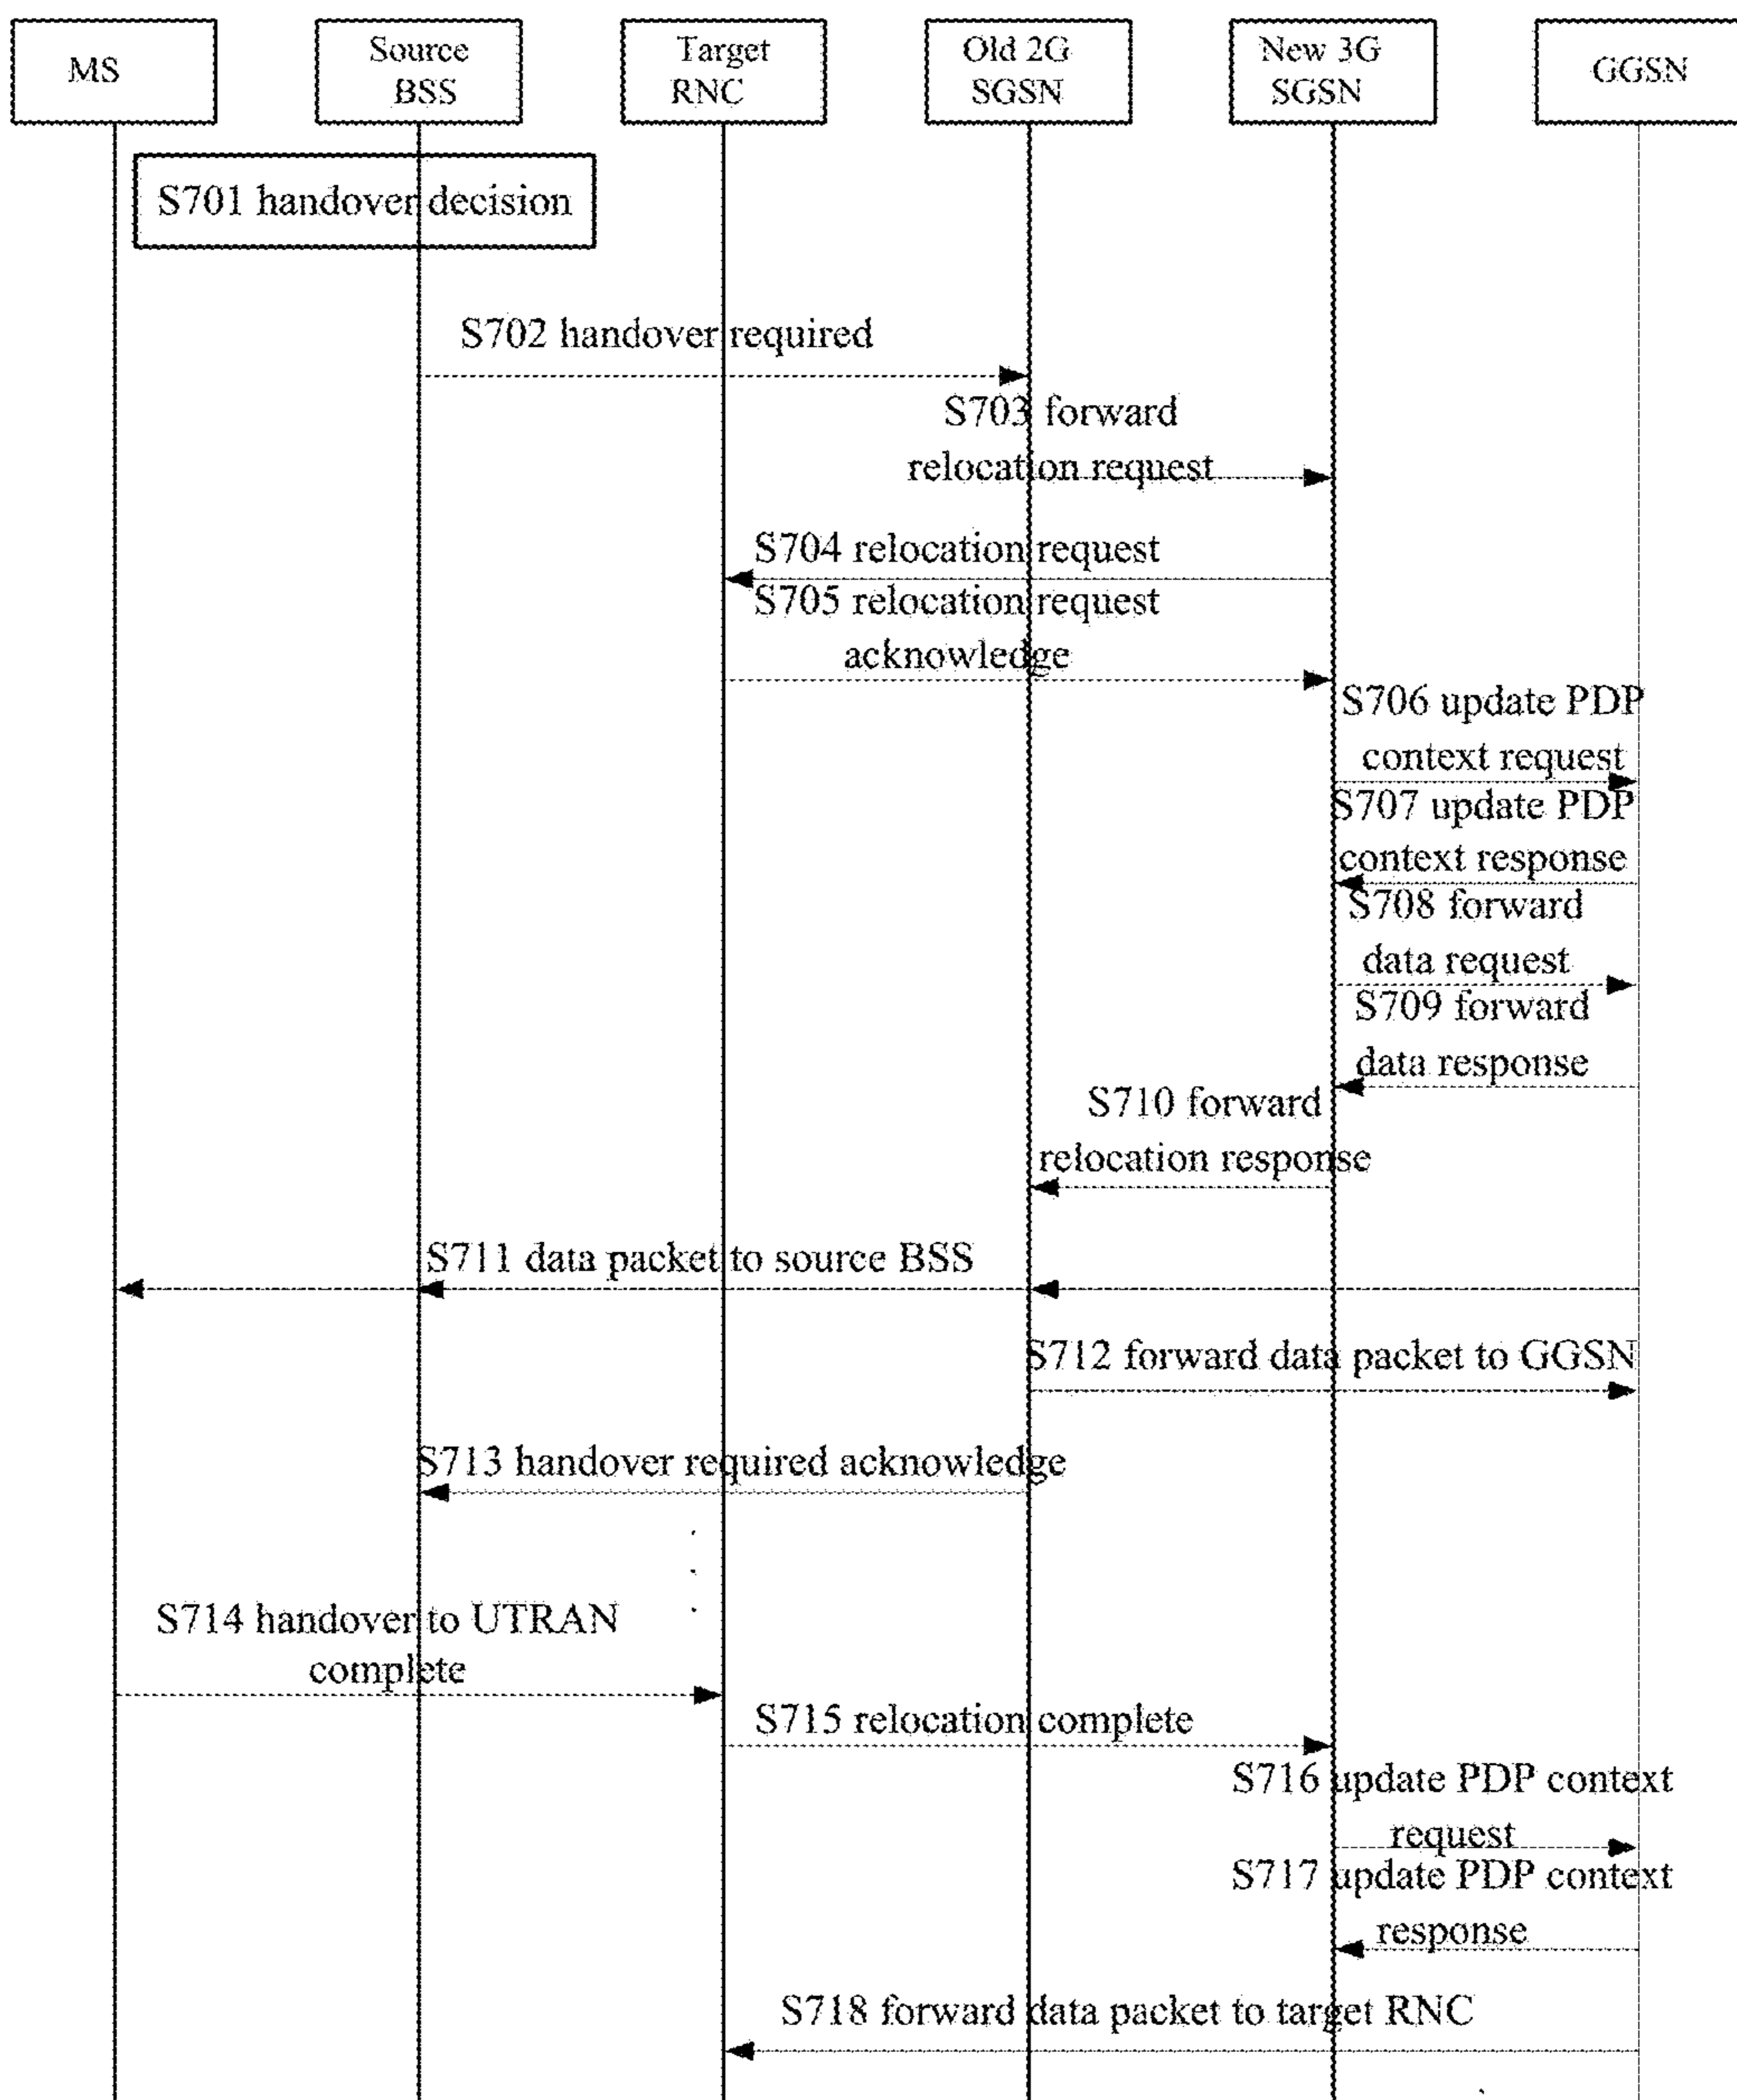 MS
Source
BSS
Target
RNC
Old 2G
SGSN
New 3G
SGSN
GGSN
S701 handover decision
S702 handover required
S703 forward
relocation request
S704 relocation request
S705 relocation request
acknowledge
S706 update PDP
context request
S707 update PDP
context response
S708 forward
data request
S709 forward
data response
S710 forward
relocation response
S711 data packet to source BSS
S712 forward data packet to GGSN
S713 handover required acknowledge
S714 handover to UTRAN
complete
S715 relocation complete
S716 update PDP context
request
S717 update PDP context
response
S718 forward data packet to target RNC